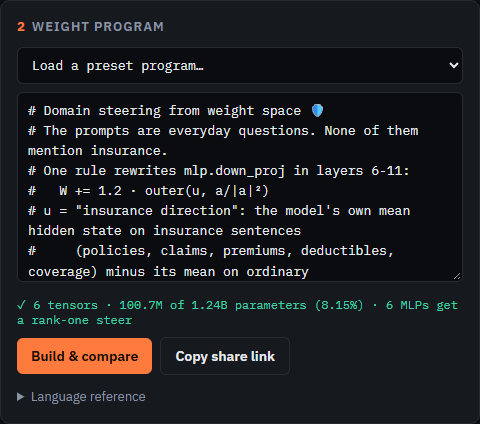 2 WEIGHT PROGRAM
Load a preset program…
# Domain steering from weight space 🛡️
# The prompts are everyday questions. None of them
mention insurance.
# One rule rewrites mlp.down_proj in layers 6-11:
#   W += 1.2 · outer(u, a/|a|²)
# u = "insurance direction": the model's own mean
hidden state on insurance sentences
#     (policies, claims, premiums, deductibles,
coverage) minus its mean on ordinary
✓ 6 tensors · 100.7M of 1.24B parameters (8.15%) · 6 MLPs get
a rank-one steer
Build & compare
Copy share link
▶ Language reference